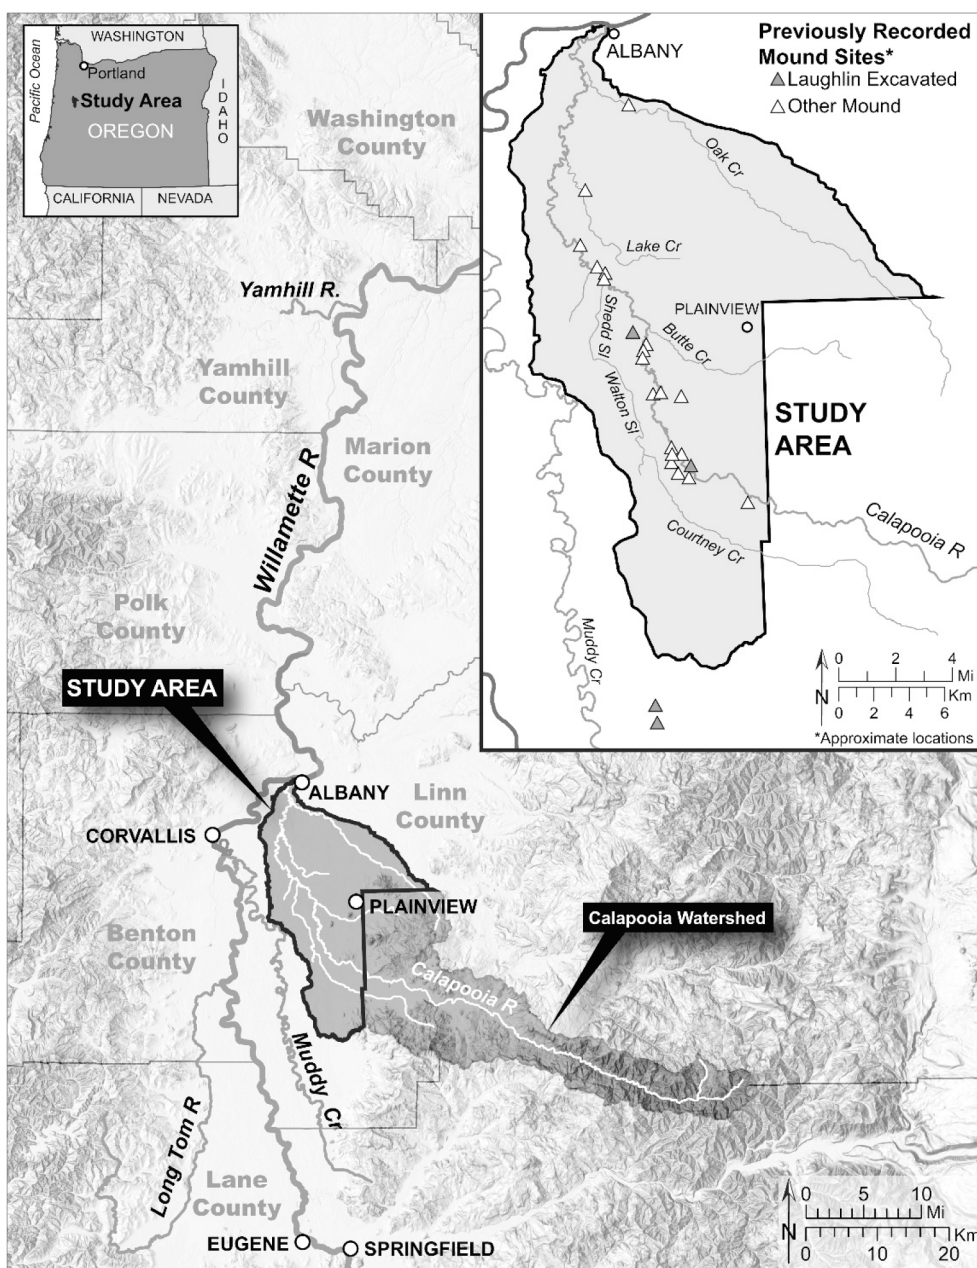 WASHINGTON
Pacific Ocean
Portland
Study Area
OREGON
IDAHO
CALIFORNIA
NEVADA
Previously Recorded
Mound Sites*
Laughlin Excavated
Other Mound
ALBANY
Oak Cr
Lake Cr
PLAINVIEW
Shedd Sl
Butte Cr
Walton Sl
STUDY
AREA
Calapooia R
Courtney Cr
Muddy Cr
0 2 4
Mi
N
Km
0 2 4 6
*Approximate locations
Washington
County
Yamhill R.
Yamhill
County
Marion
County
Willamette R
Polk
County
STUDY AREA
ALBANY
Linn
County
CORVALLIS
PLAINVIEW
Calapooia Watershed
Benton
County
Calapooia R
Muddy Cr
Long Tom R
Lane
County
EUGENE
SPRINGFIELD
0 5 10
Mi
N
Km
0 10 20